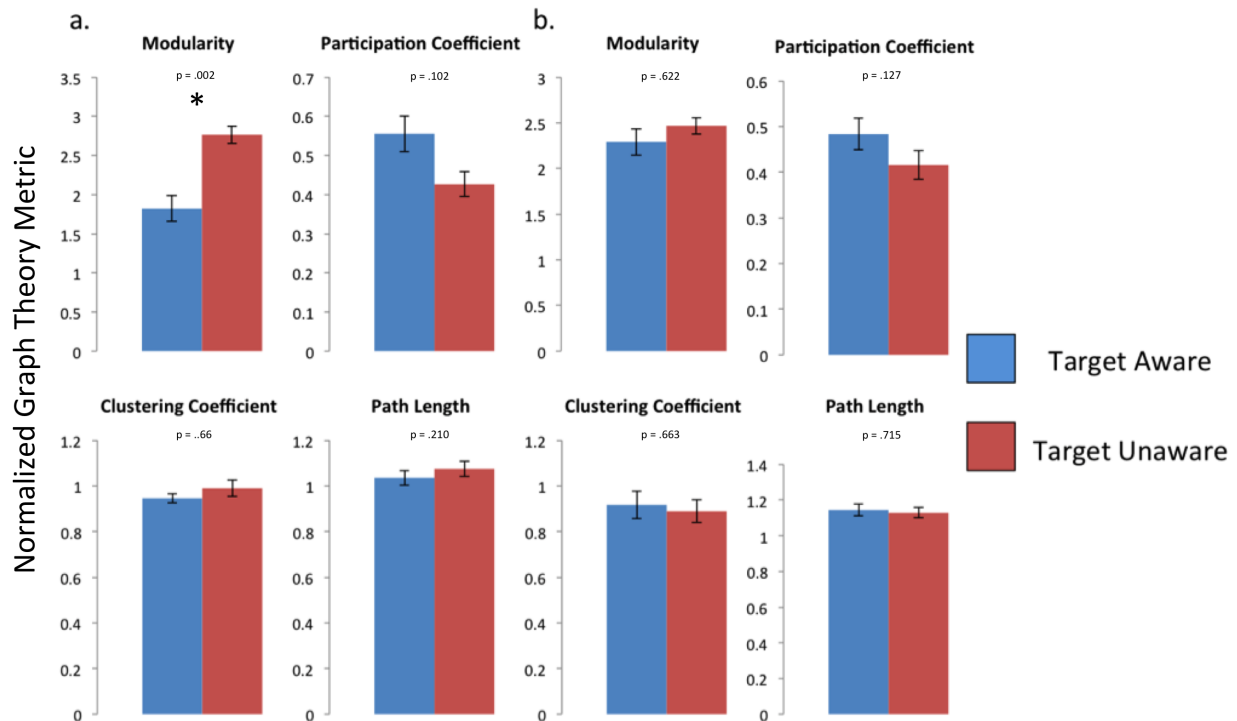 a.
Modularity
p = .002
*
3.5
3
2.5
2
1.5
1
0.5
0
Participation Coefficient
p = .102
0.7
0.6
0.5
0.4
0.3
0.2
0.1
0
b.
Modularity
p = .622
3
2.5
2
1.5
1
0.5
0
Participation Coefficient
p = .127
0.6
0.5
0.4
0.3
0.2
0.1
0
Normalized Graph Theory Metric
Target Aware
Target Unaware
Clustering Coefficient
p = ..66
1.2
1
0.8
0.6
0.4
0.2
0
Path Length
p = .210
1.2
1
0.8
0.6
0.4
0.2
0
Clustering Coefficient
p = .663
1.2
1
0.8
0.6
0.4
0.2
0
Path Length
p = .715
1.4
1.2
1
0.8
0.6
0.4
0.2
0